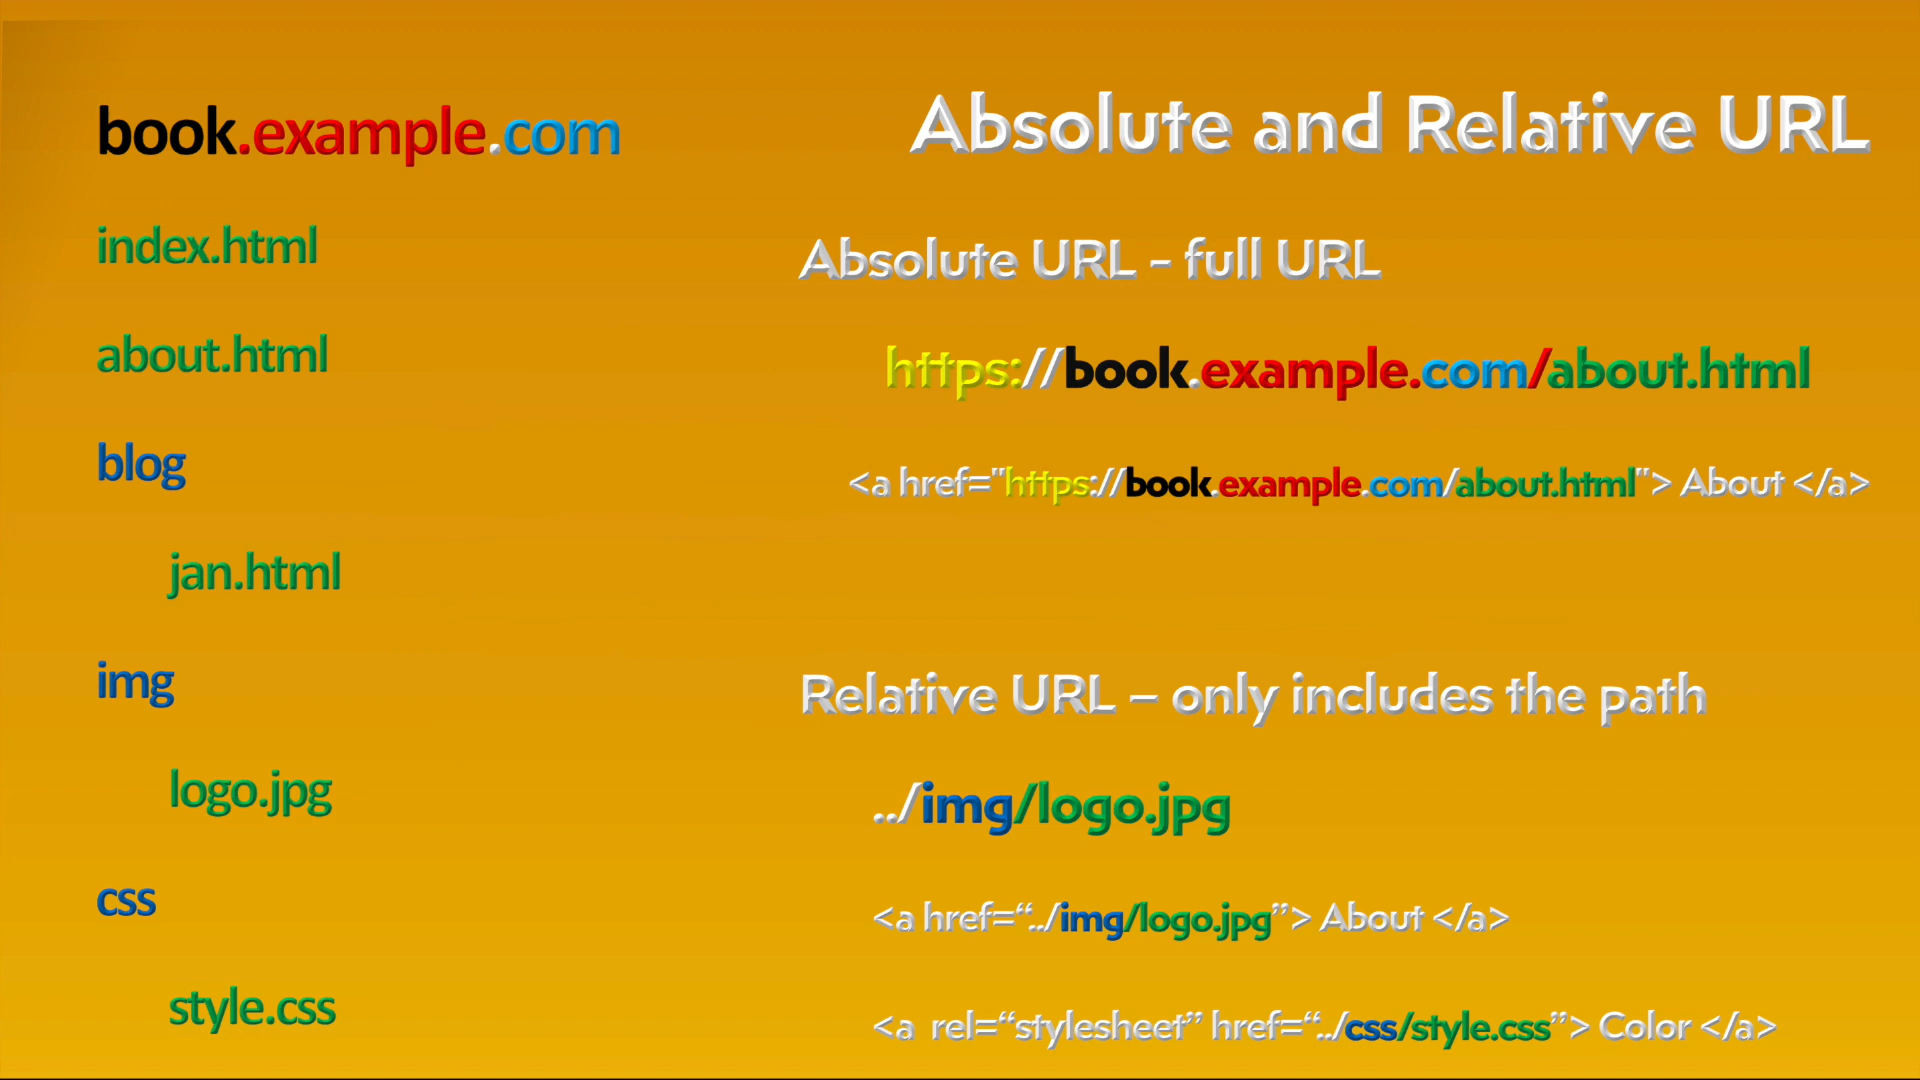 book.example.com
index.html
about.html
blog
jan.html
img
logo.jpg
css
style.css
Absolute and Relative URL
Absolute URL - full URL
https://book.example.com/about.html
<a href="https://book.example.com/about.html"> About </a>
Relative URL – only includes the path
../img/logo.jpg
<a href=“../img/logo.jpg”> About </a>
<a  rel=“stylesheet” href=“../css/style.css”> Color </a>